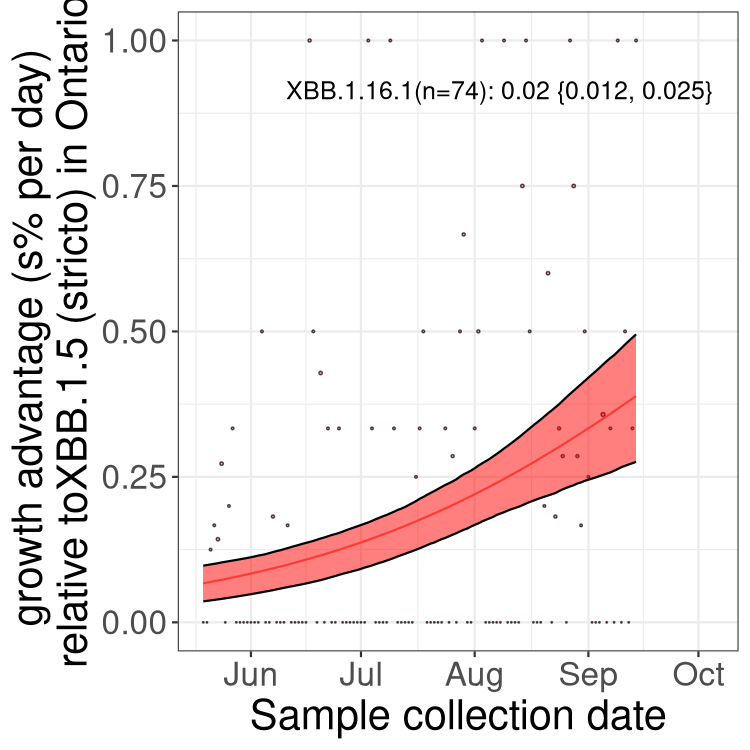 growth advantage (s% per day)
relative toXBB.1.5 (stricto) in Ontario
1.00
XBB.1.16.1(n=74): 0.02 {0.012, 0.025}
0.75
0.50
0.25
0.00
Jun Jul Aug Sep Oct
Sample collection date